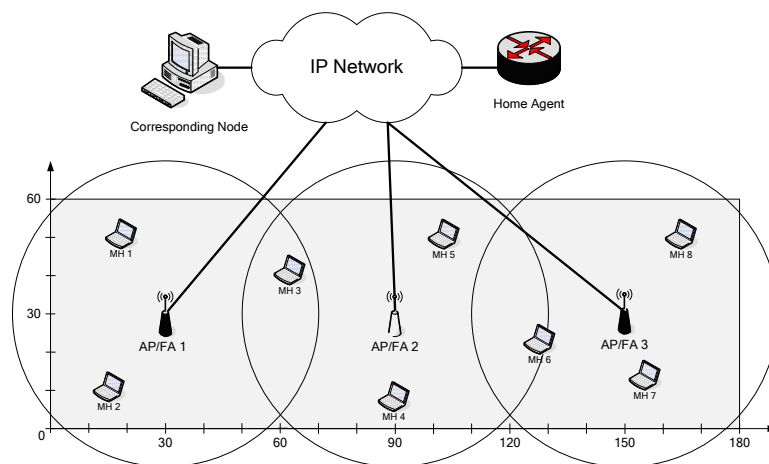 IP Network
Home Agent
Corresponding Node
60
MH 1
MH 5
MH 8
MH 3
30
AP/FA 1
AP/FA 2
AP/FA 3
MH 6
MH 2
MH 7
MH 4
0
30
60
90
120
150
180